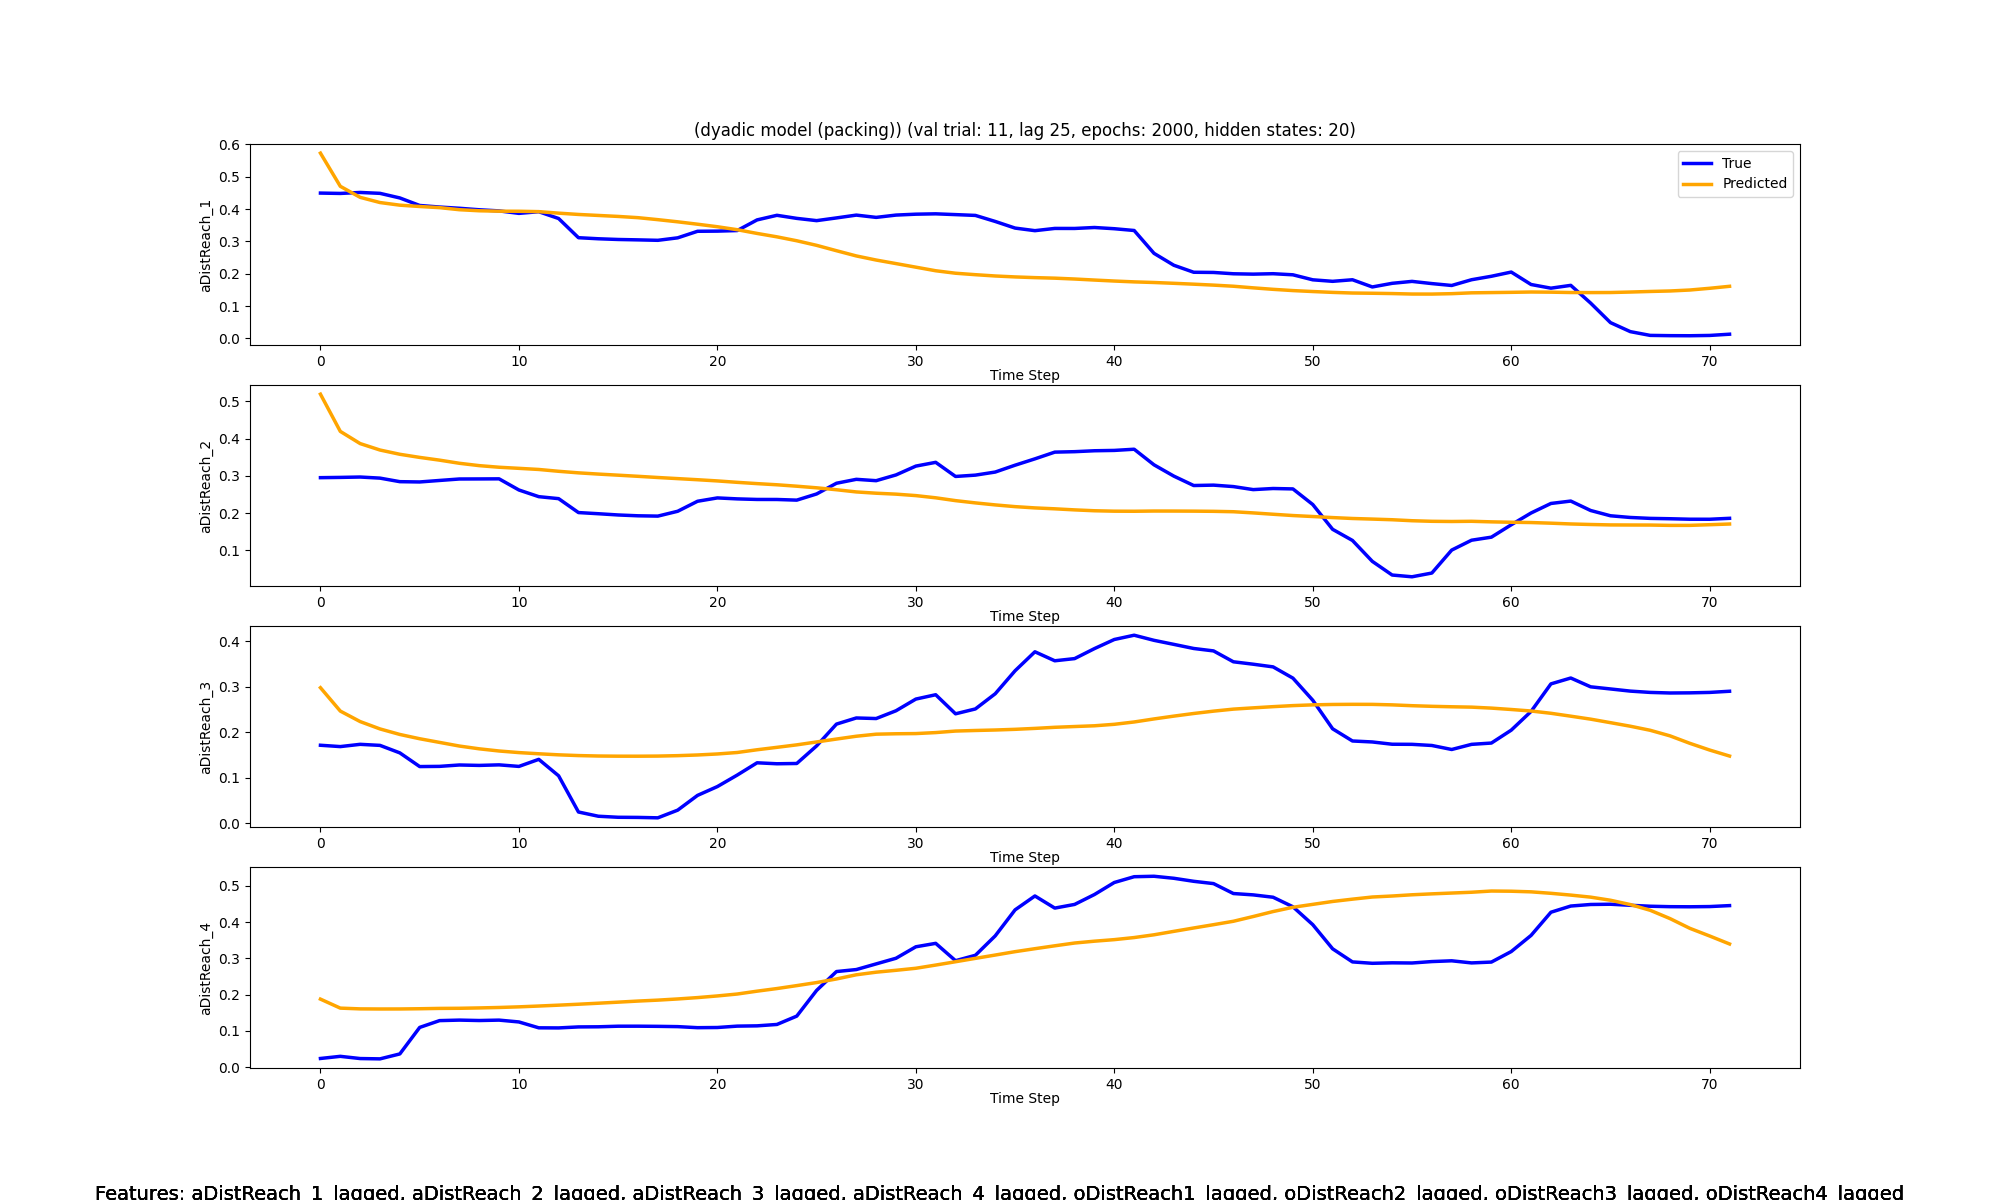 (dyadic model (packing)) (val trial: 11, lag 25, epochs: 2000, hidden states: 20)
True
Predicted
aDistReach_1
0.6
0.5
0.4
0.3
0.2
0.1
0.0
0 10 20 30 40 50 60 70
Time Step
aDistReach_2
0.5
0.4
0.3
0.2
0.1
0 10 20 30 40 50 60 70
Time Step
aDistReach_3
0.4
0.3
0.2
0.1
0.0
0 10 20 30 40 50 60 70
Time Step
aDistReach_4
0.5
0.4
0.3
0.2
0.1
0.0
0 10 20 30 40 50 60 70
Time Step
Features: aDistReach_1_lagged, aDistReach_2_lagged, aDistReach_3_lagged, aDistReach_4_lagged, oDistReach1_lagged, oDistReach2_lagged, oDistReach3_lagged, oDistReach4_lagged